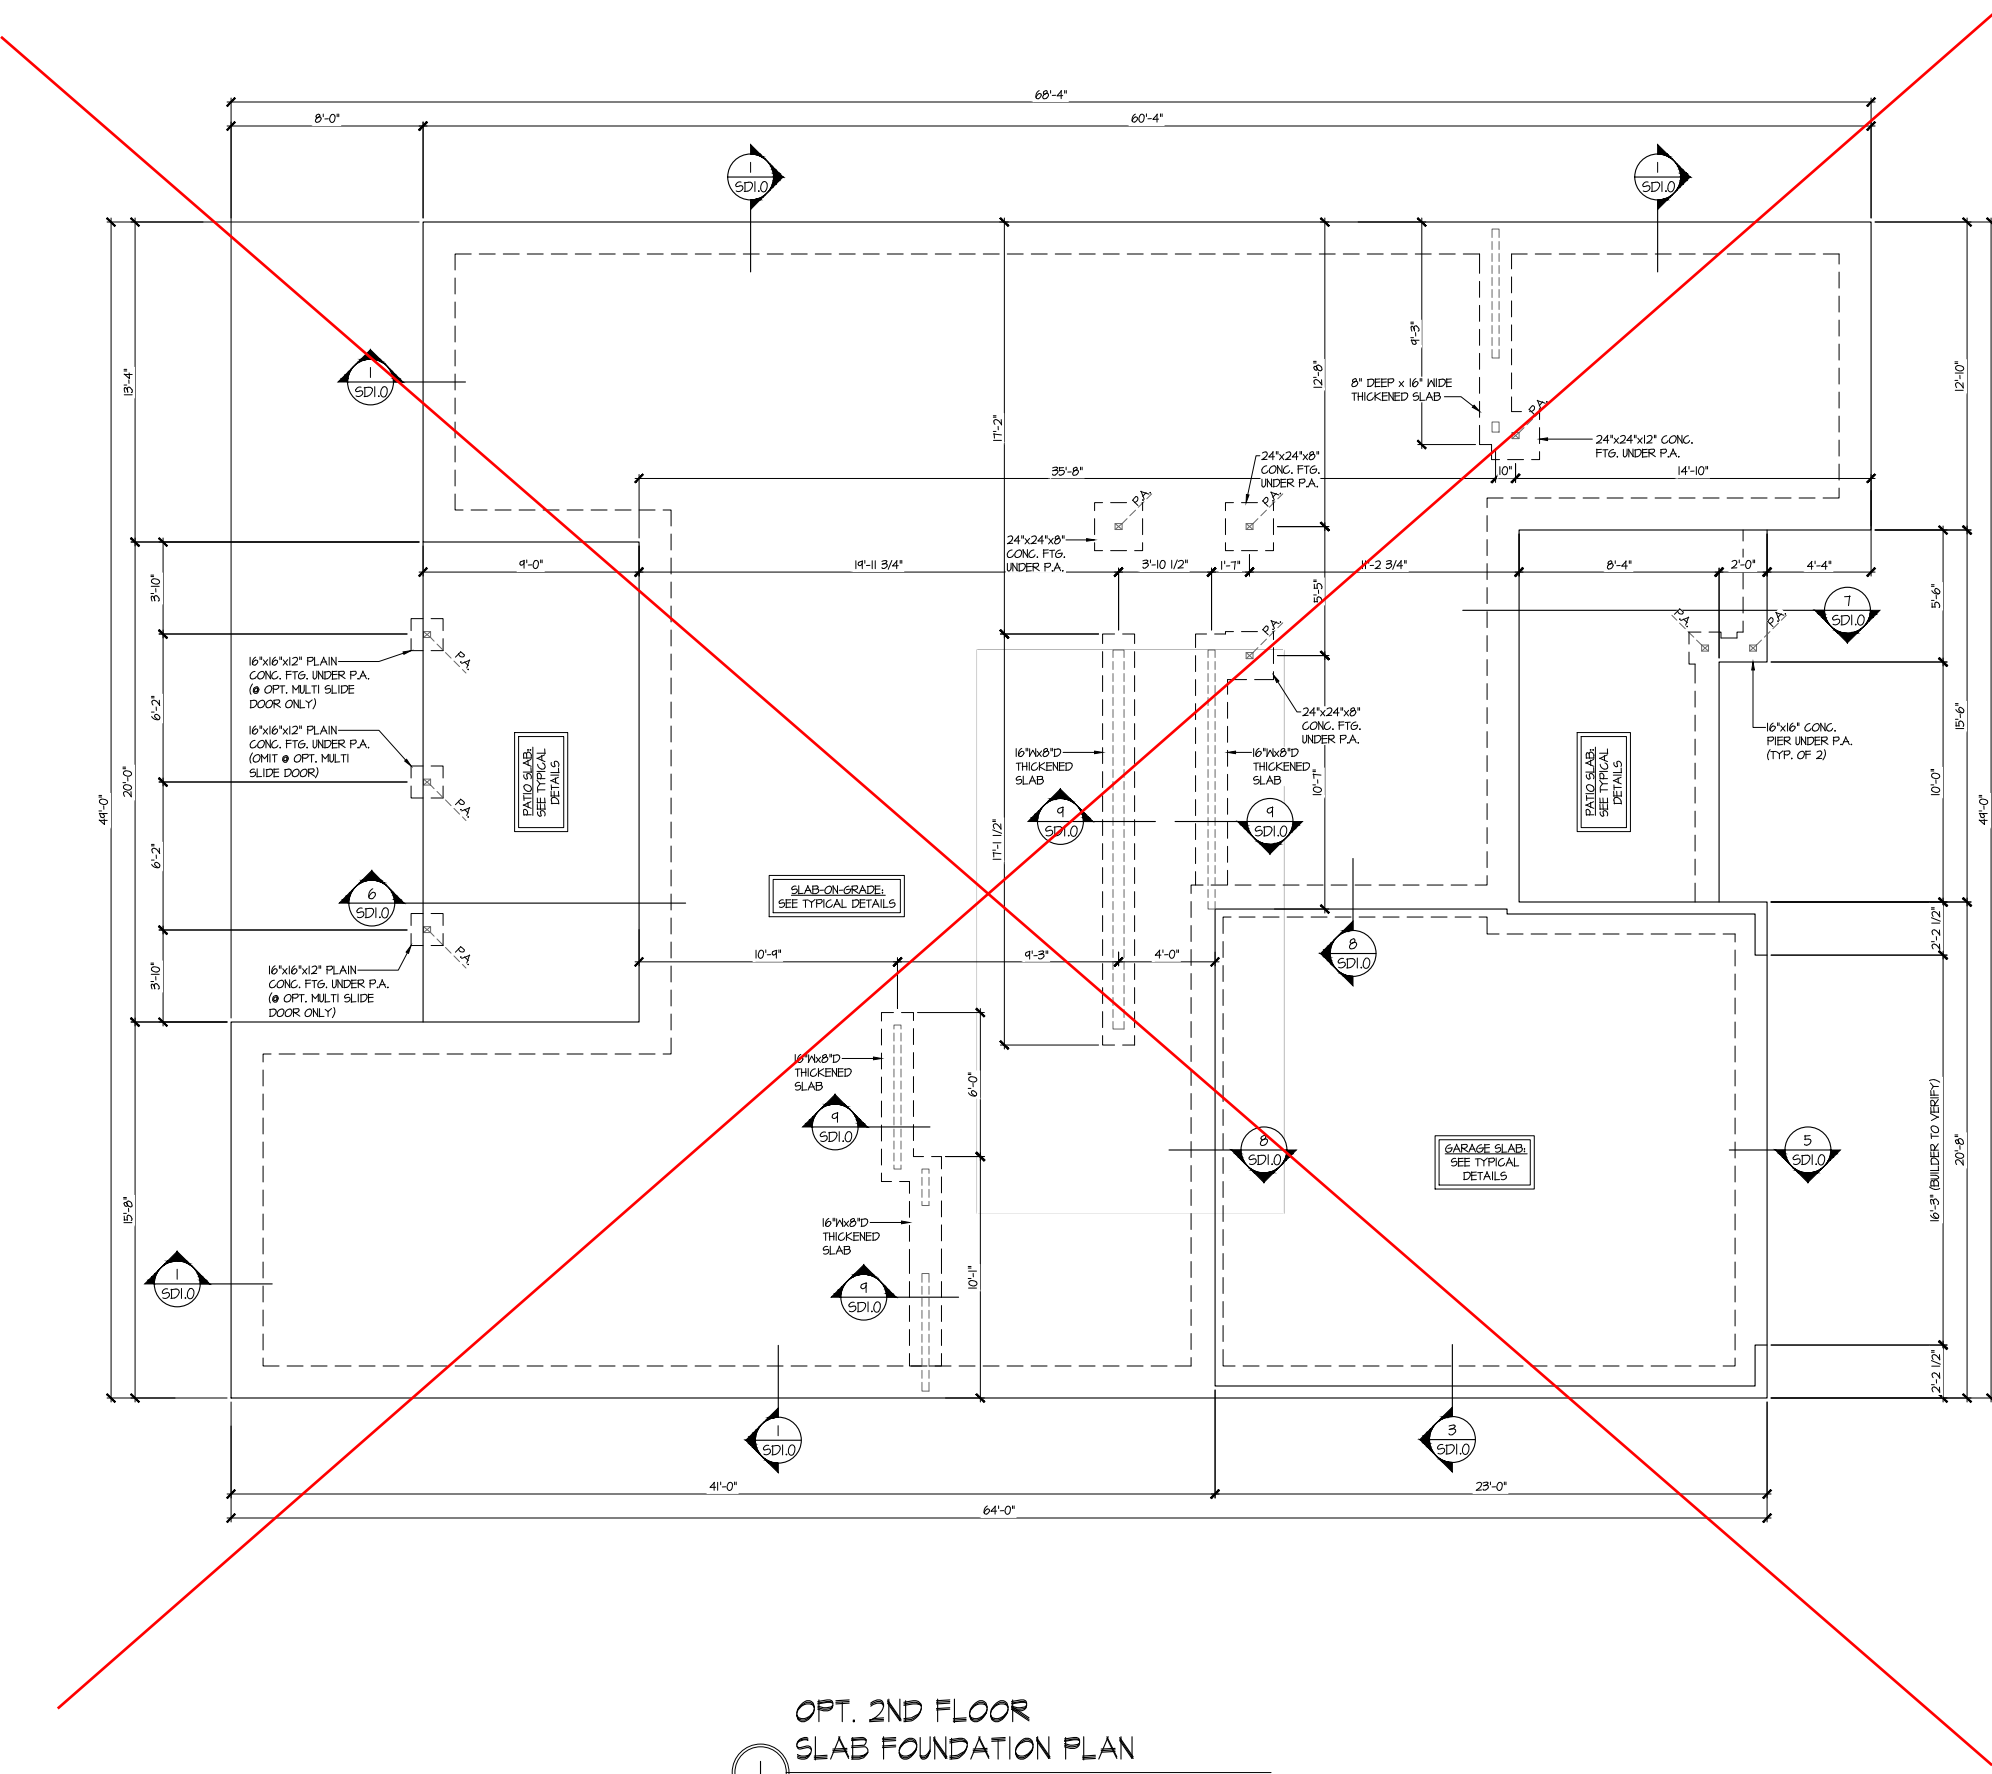 68'-4"
8'-0"
60'-4"
1
SD1.0
1
SD1.0
1
SD1.0
13'-4"
17'-2"
12'-8"
9'-3"
12'-10"
8" DEEP x 16" WIDE
THICKENED SLAB
P.A.
24"x24"x12" CONC.
FTG. UNDER P.A.
35'-8"
10"
14'-10"
24"x24"x8"
CONC. FTG.
UNDER P.A.
P.A.
P.A.
24"x24"x8"
CONC. FTG.
UNDER P.A.
9'-0"
19'-11 3/4"
3'-10 1/2"
1'-7"
11'-2 3/4"
8'-4"
2'-0"
4'-4"
3'-10"
5'-5"
5'-6"
7
SD1.0
P.A.
P.A.
P.A.
P.A.
16"x16"x12" PLAIN
CONC. FTG. UNDER P.A.
(@ OPT. MULTI SLIDE
DOOR ONLY)
6'-2"
16"x16"x12" PLAIN
CONC. FTG. UNDER P.A.
(OMIT @ OPT. MULTI
SLIDE DOOR)
P.A.
24"x24"x8"
CONC. FTG.
UNDER P.A.
15'-6"
16"x16" CONC.
PIER UNDER P.A.
(TYP. OF 2)
16"Wx8"D
THICKENED
SLAB
16"Wx8"D
THICKENED
SLAB
PATIO SLAB:
SEE TYPICAL
DETAILS
PATIO SLAB:
SEE TYPICAL
DETAILS
49'-0"
20'-0"
10'-7"
10'-0"
49'-0"
9
SD1.0
9
SD1.0
17'-1 1/2"
6'-2"
6
SD1.0
SLAB-ON-GRADE:
SEE TYPICAL DETAILS
P.A.
8
SD1.0
2'-2 1/2"
10'-9"
9'-3"
4'-0"
3'-10"
16"x16"x12" PLAIN
CONC. FTG. UNDER P.A.
(@ OPT. MULTI SLIDE
DOOR ONLY)
16"Wx8"D
THICKENED
SLAB
6'-0"
9
SD1.0
8
SD1.0
GARAGE SLAB:
SEE TYPICAL
DETAILS
5
SD1.0
16'-3" (BUILDER TO VERIFY)
20'-8"
15'-8"
16"Wx8"D
THICKENED
SLAB
10'-1"
1
SD1.0
9
SD1.0
2'-2 1/2"
1
SD1.0
3
SD1.0
41'-0"
23'-0"
64'-0"
OPT. 2ND FLOOR
SLAB FOUNDATION PLAN
1